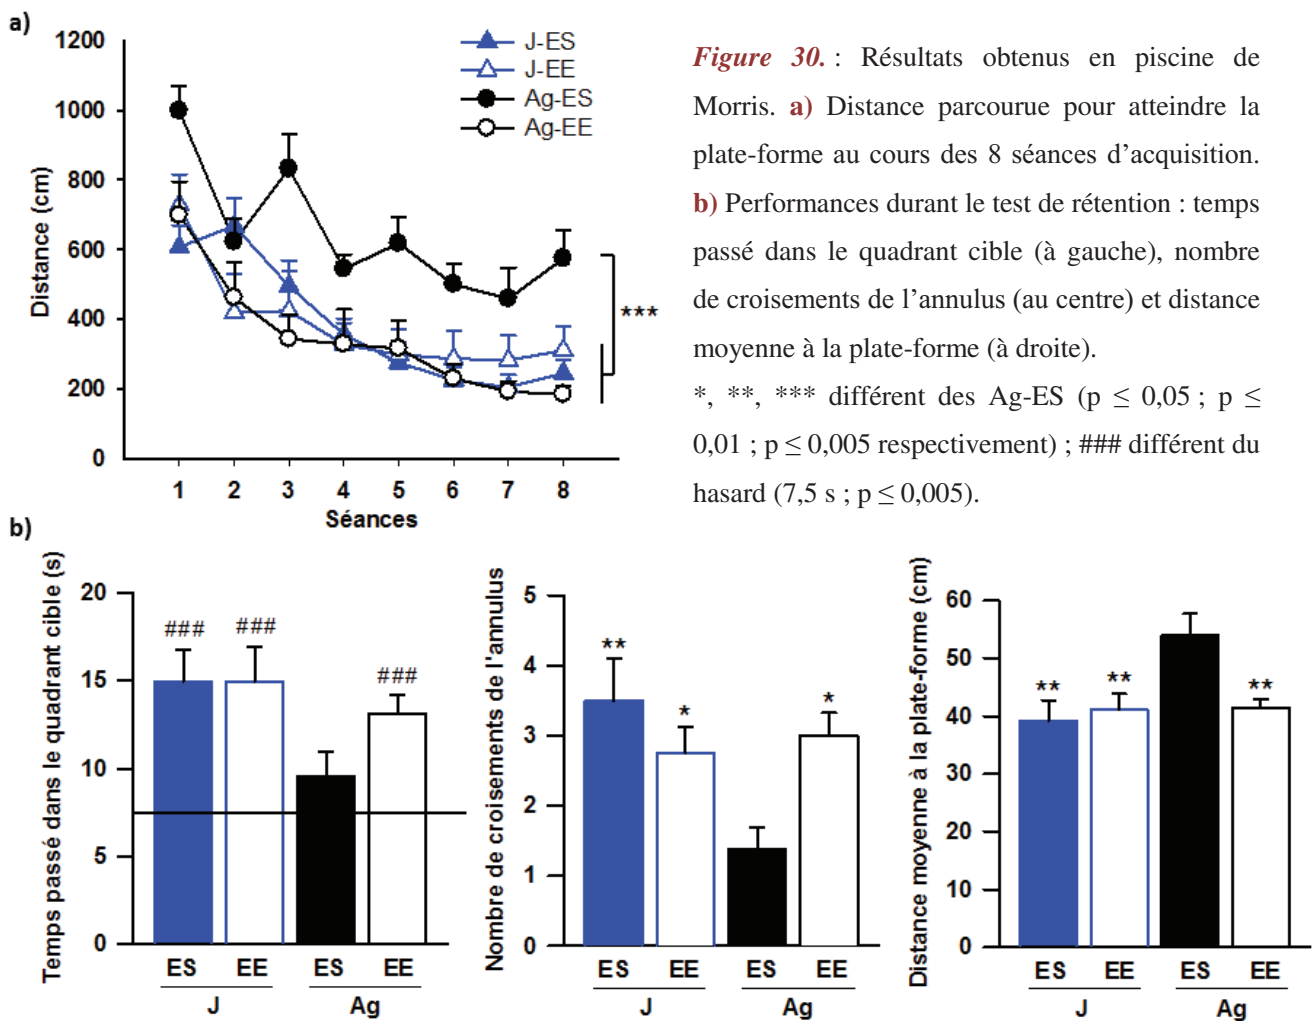 a)
1200
1000
800
600
400
200
0
Distance (cm)
J-ES
J-EE
Ag-ES
Ag-EE
***
1 2 3 4 5 6 7 8
Séances
Figure 30. : Résultats obtenus en piscine de
Morris. a) Distance parcourue pour atteindre la
plate-forme au cours des 8 séances d’acquisition.
b) Performances durant le test de rétention : temps
passé dans le quadrant cible (à gauche), nombre
de croisements de l’annulus (au centre) et distance
moyenne à la plate-forme (à droite).
*, **, *** différent des Ag-ES (p ≤ 0,05 ; p ≤
0,01 ; p ≤ 0,005 respectivement) ; ### différent du
hasard (7,5 s ; p ≤ 0,005).
b)
Temps passé dans le quadrant cible (s)
20
15
10
5
0
### ### ###
ES EE ES EE
J Ag
Nombre de croisements de l'annulus
5
4
3
2
1
0
** * *
ES EE ES EE
J Ag
Distance moyenne à la plate-forme (cm)
60
50
40
30
20
10
0
** ** **
ES EE ES EE
J Ag